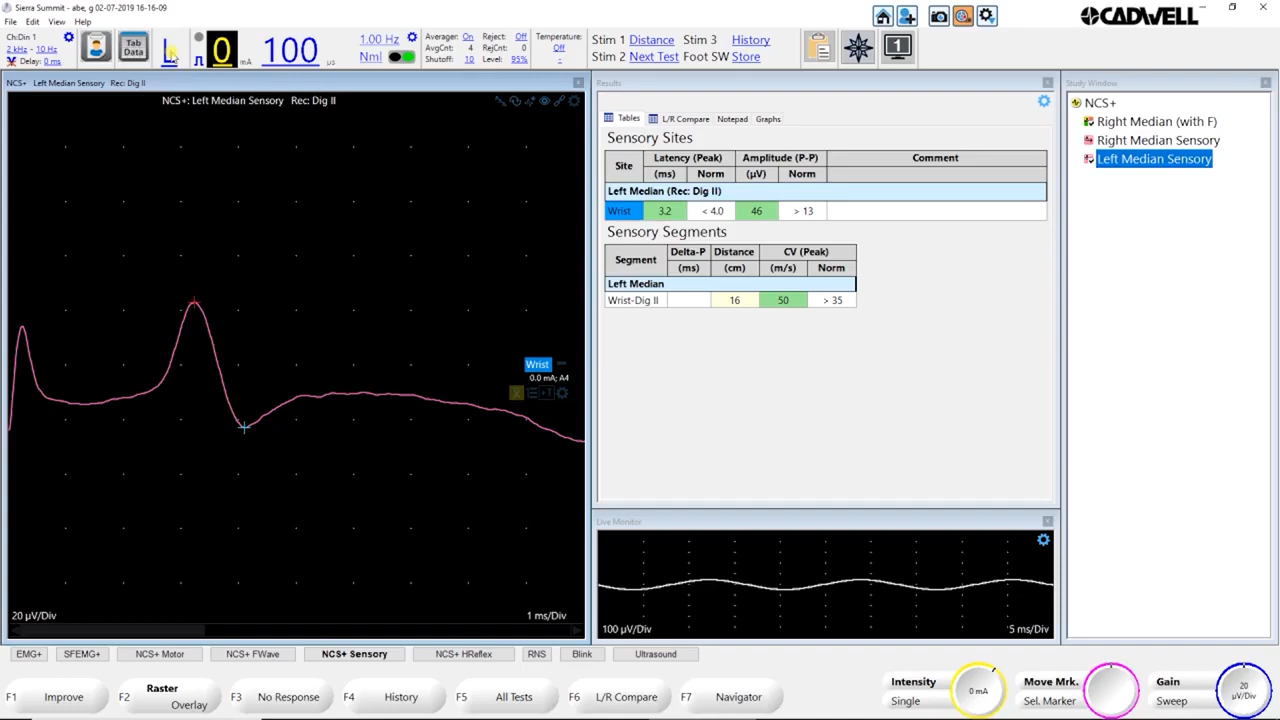 Sierra Summit - abe, g 02-07-2019 16-16-09
File Edit View Help
CADWELL
Ch:Din 1
2 kHz - 10 Hz
Delay: 0 ms
Tab Data
L
0 mA
100 µs
1.00 Hz
Nml
Averager: On Reject: Off
AvgCnt: 4 RejCnt: 0
Shutoff: 10 Level: 95%
Temperature:
Off
-
Stim 1 Distance Stim 3 History
Stim 2 Next Test Foot SW Store
1
NCS+ Left Median Sensory Rec: Dig II
NCS+: Left Median Sensory Rec: Dig II
Wrist
0.0 mA; A4
X
+T
20 µV/Div 1 ms/Div
Results
Tables L/R Compare Notepad Graphs
Sensory Sites
Site Latency (Peak) Amplitude (P-P) Comment
(ms) Norm (µV) Norm
Left Median (Rec: Dig II)
Wrist 3.2 < 4.0 46 > 13
Sensory Segments
Segment Delta-P Distance CV (Peak)
(ms) (cm) (m/s) Norm
Left Median
Wrist-Dig II 16 50 > 35
Live Monitor
100 µV/Div 5 ms/Div
Study Window
NCS+
Right Median (with F)
Right Median Sensory
Left Median Sensory
EMG+ SFEMG+ NCS+ Motor NCS+ FWave NCS+ Sensory NCS+ HReflex RNS Blink Ultrasound
F1 Improve F2 Raster Overlay F3 No Response F4 History F5 All Tests F6 L/R Compare F7 Navigator
Intensity Single 0 mA Move Mrk. Sel. Marker Gain Sweep 20 µV/Div